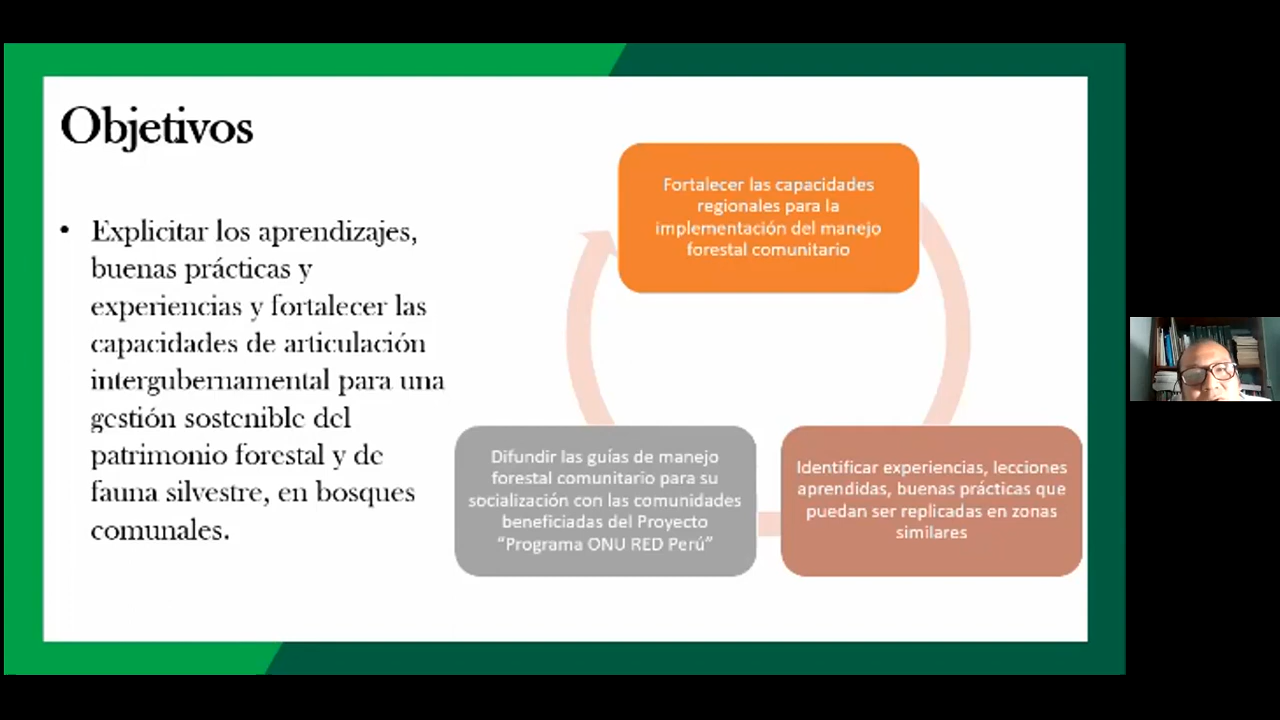 Objetivos
• Explicitar los aprendizajes,
buenas prácticas y
experiencias y fortalecer las
capacidades de articulación
intergubernamental para una
gestión sostenible del
patrimonio forestal y de
fauna silvestre, en bosques
comunales.
Fortalecer las capacidades
regionales para la
implementación del manejo
forestal comunitario
Identificar experiencias, lecciones
aprendidas, buenas prácticas que
puedan ser replicadas en zonas
similares
Difundir las guías de manejo
forestal comunitario para su
socialización con las comunidades
beneficiadas del Proyecto
“Programa ONU RED Perú”